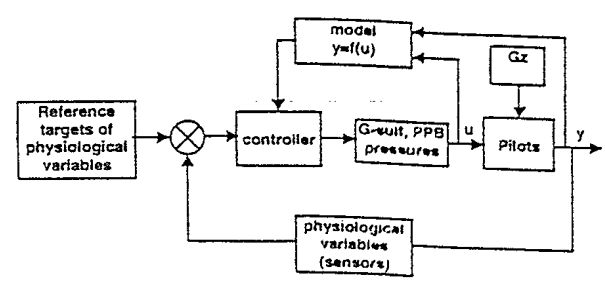 model
y=f(u)
Gz
Reference
targets of
physiological
variables
controller
G-suit, PPB
pressures
u
Pilots
y
physiological
variables
(sensors)